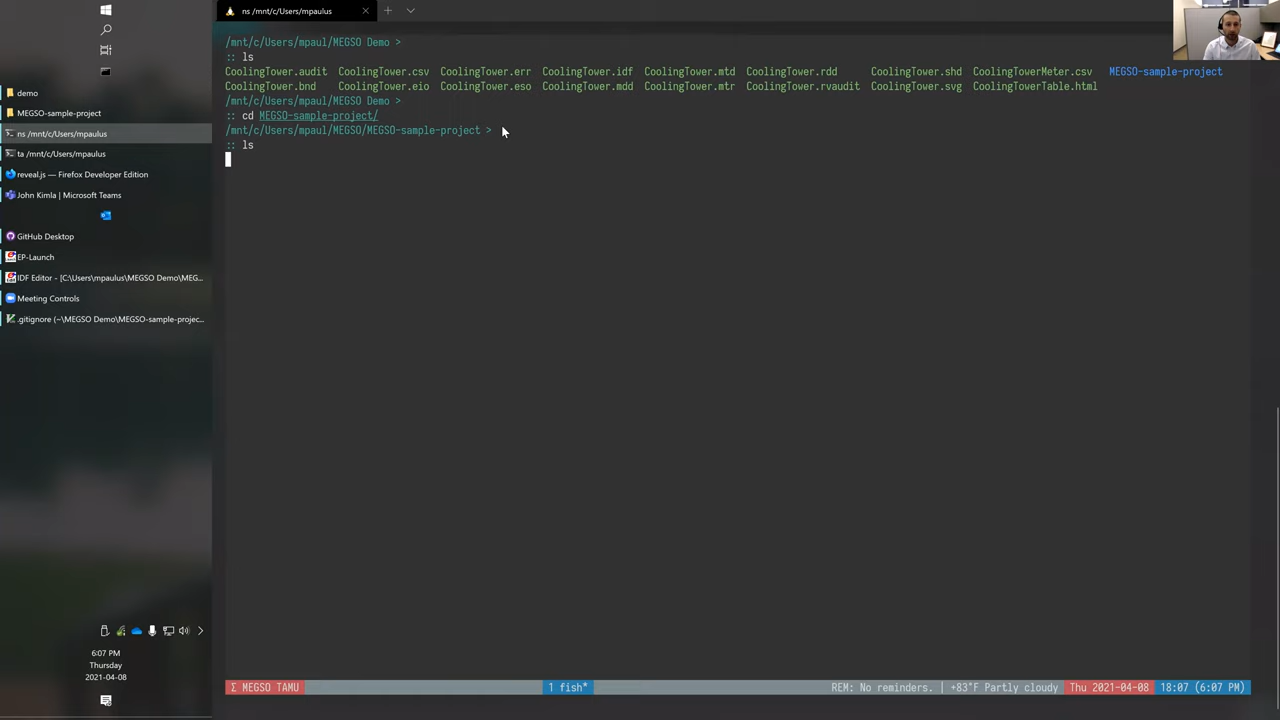 ns /mnt/c/Users/mpaulus
/mnt/c/Users/mpaul/MEGSO Demo >
:: ls
CoolingTower.audit CoolingTower.csv CoolingTower.err CoolingTower.idf CoolingTower.mtd CoolingTower.rdd CoolingTower.shd CoolingTowerMeter.csv MEGSO-sample-project
CoolingTower.bnd CoolingTower.eio CoolingTower.eso CoolingTower.mdd CoolingTower.mtr CoolingTower.rvaudit CoolingTower.svg CoolingTowerTable.html
/mnt/c/Users/mpaul/MEGSO Demo >
:: cd MEGSO-sample-project/
/mnt/c/Users/mpaul/MEGSO/MEGSO-sample-project >
:: ls
demo
MEGSO-sample-project
ns /mnt/c/Users/mpaulus
ta /mnt/c/Users/mpaulus
reveal.js — Firefox Developer Edition
John Kimla | Microsoft Teams
GitHub Desktop
EP-Launch
IDF Editor - [C:\Users\mpaulus\MEGSO Demo\MEG...
Meeting Controls
.gitignore (~\MEGSO Demo\MEGSO-sample-projec...
6:07 PM
Thursday
2021-04-08
Σ MEGSO TAMU
1 fish*
REM: No reminders. | +83°F Partly cloudy
Thu 2021-04-08
18:07 (6:07 PM)